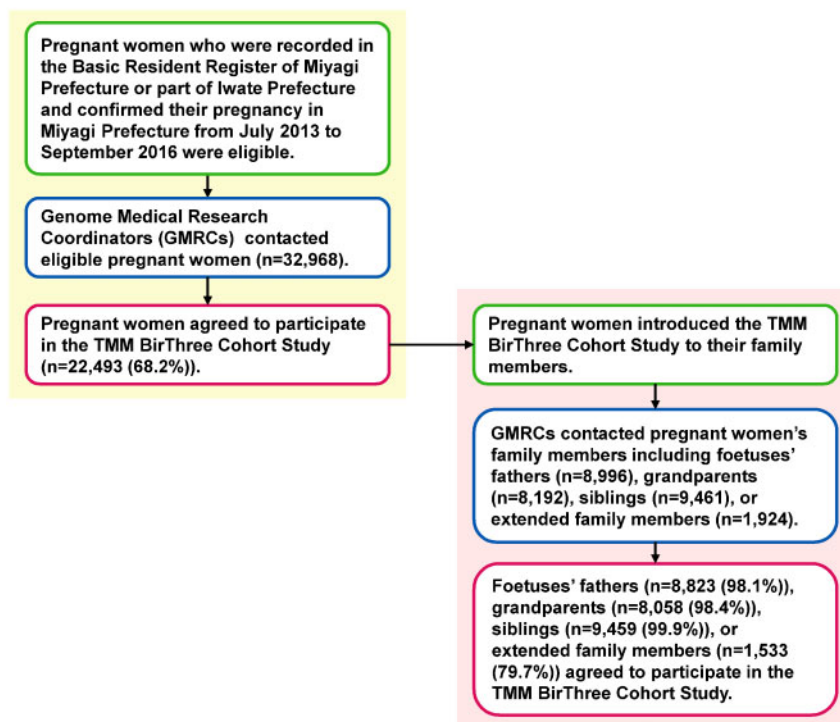 Pregnant women who were recorded in
the Basic Resident Register of Miyagi
Prefecture or part of Iwate Prefecture
and confirmed their pregnancy in
Miyagi Prefecture from July 2013 to
September 2016 were eligible.
Genome Medical Research
Coordinators (GMRCs) contacted
eligible pregnant women (n=32,968).
Pregnant women agreed to participate
in the TMM BirThree Cohort Study
(n=22,493 (68.2%)).
Pregnant women introduced the TMM
BirThree Cohort Study to their family
members.
GMRCs contacted pregnant women's
family members including foetuses'
fathers (n=8,996), grandparents
(n=8,192), siblings (n=9,461), or
extended family members (n=1,924).
Foetuses' fathers (n=8,823 (98.1%)),
grandparents (n=8,058 (98.4%)),
siblings (n=9,459 (99.9%)), or
extended family members (n=1,533
(79.7%)) agreed to participate in the
TMM BirThree Cohort Study.